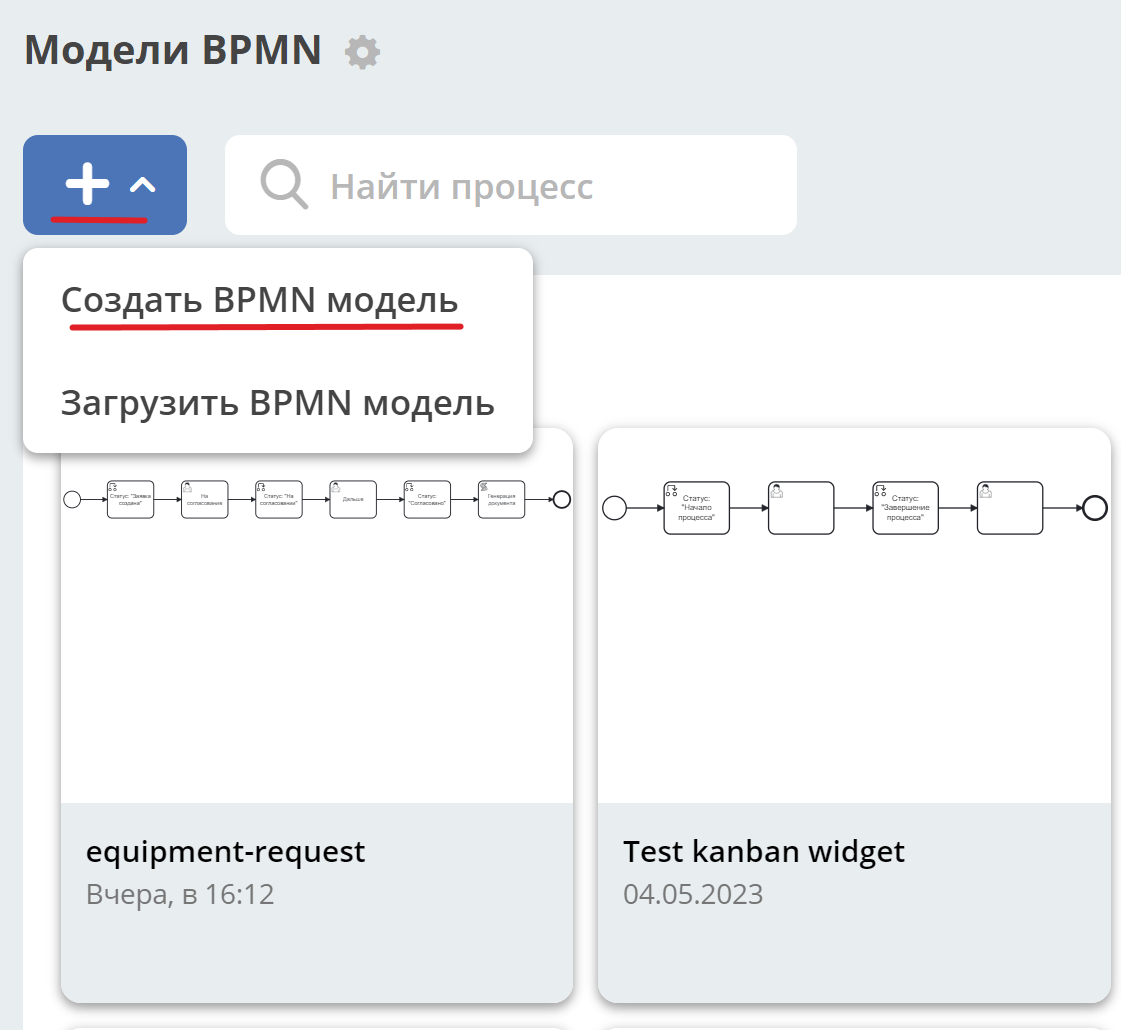 Модели BPMN
Найти процесс
Создать BPMN модель
Загрузить BPMN модель
Статус: "Заявка
создана"
На
согласование
Статус: "На
согласовании"
Дальше
Статус:
"Согласовано"
Генерация
документа
Статус:
"Начало
процесса"
Статус:
"Завершение
процесса"
equipment-request
Вчера, в 16:12
Test kanban widget
04.05.2023